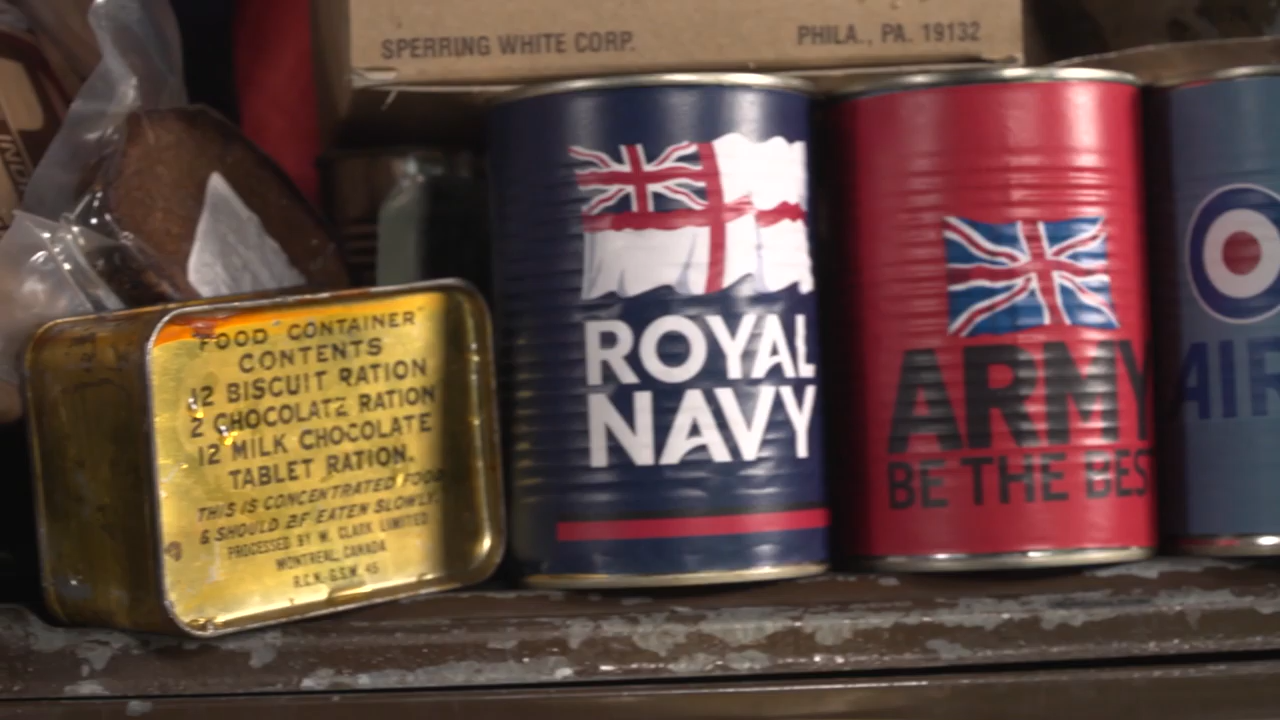 SPERRING WHITE CORP.
PHILA., PA. 19132
FOOD CONTAINER
CONTENTS
12 BISCUIT RATION
2 CHOCOLATE RATION
12 MILK CHOCOLATE
TABLET RATION.
THIS IS CONCENTRATED FOOD
& SHOULD BE EATEN SLOWLY.
PROCESSED BY W. CLARK LIMITED
MONTREAL, CANADA
R.C.N.-G.S.W. 45
ROYAL
NAVY
ARMY
BE THE BES
AIR